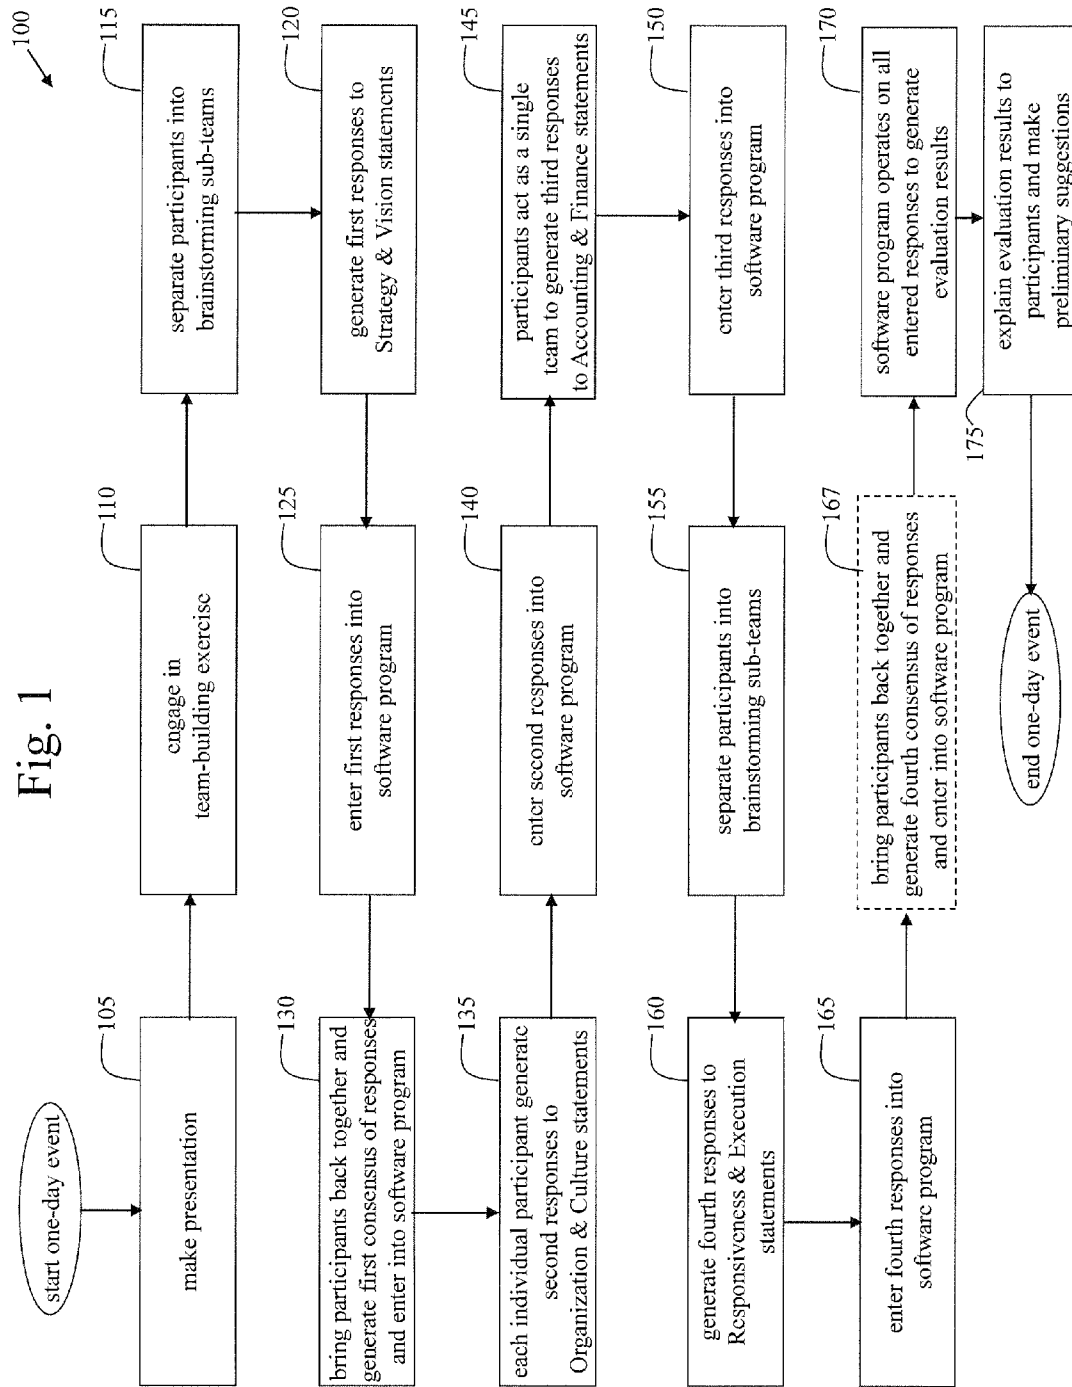 Fig. 1
100
start one-day event
105
make presentation
110
engage in
team-building exercise
115
separate participants into
brainstorming sub-teams
120
generate first responses to
Strategy & Vision statements
125
enter first responses into
software program
130
bring participants back together and
generate first consensus of responses
and enter into software program
135
each individual participant generate
second responses to
Organization & Culture statements
140
enter second responses into
software program
145
participants act as a single
team to generate third responses
to Accounting & Finance statements
150
enter third responses into
software program
155
separate participants into
brainstorming sub-teams
160
generate fourth responses to
Responsiveness & Execution
statements
165
enter fourth responses into
software program
167
bring participants back together and
generate fourth consensus of responses
and enter into software program
170
software program operates on all
entered responses to generate
evaluation results
175
explain evaluation results to
participants and make
preliminary suggestions
end one-day event